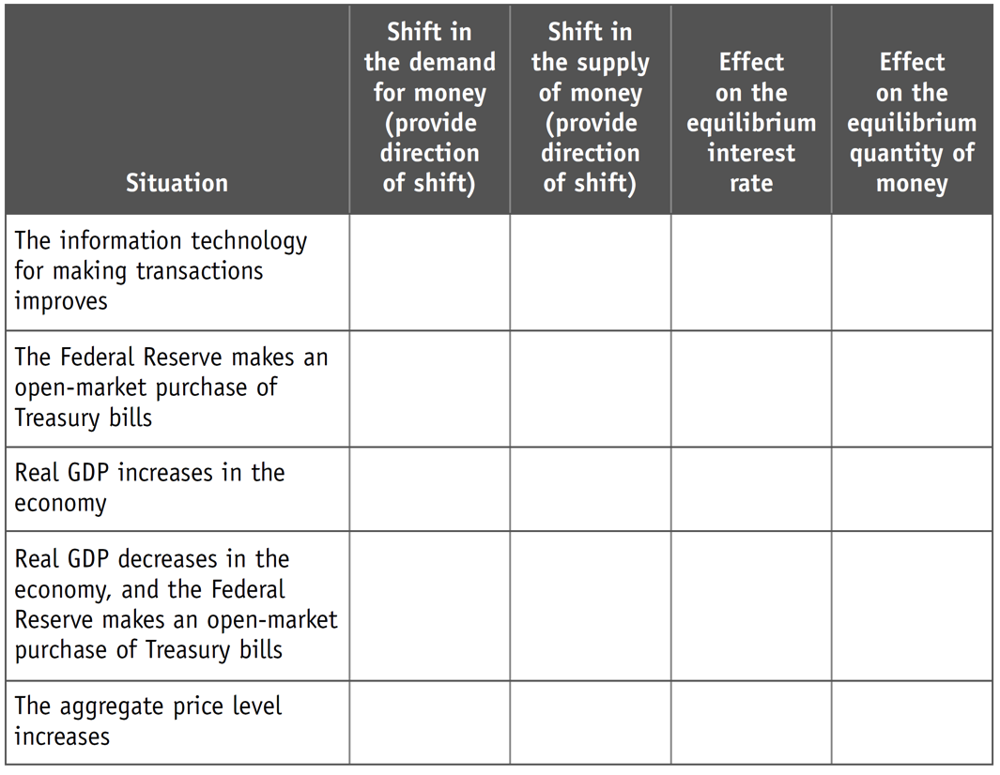 Situation
Shift in
the demand
for money
(provide
direction
of shift)
Shift in
the supply
of money
(provide
direction
of shift)
Effect
on the
equilibrium
interest
rate
Effect
on the
equilibrium
quantity of
money
The information technology
for making transactions
improves
The Federal Reserve makes an
open-market purchase of
Treasury bills
Real GDP increases in the
economy
Real GDP decreases in the
economy, and the Federal
Reserve makes an open-market
purchase of Treasury bills
The aggregate price level
increases